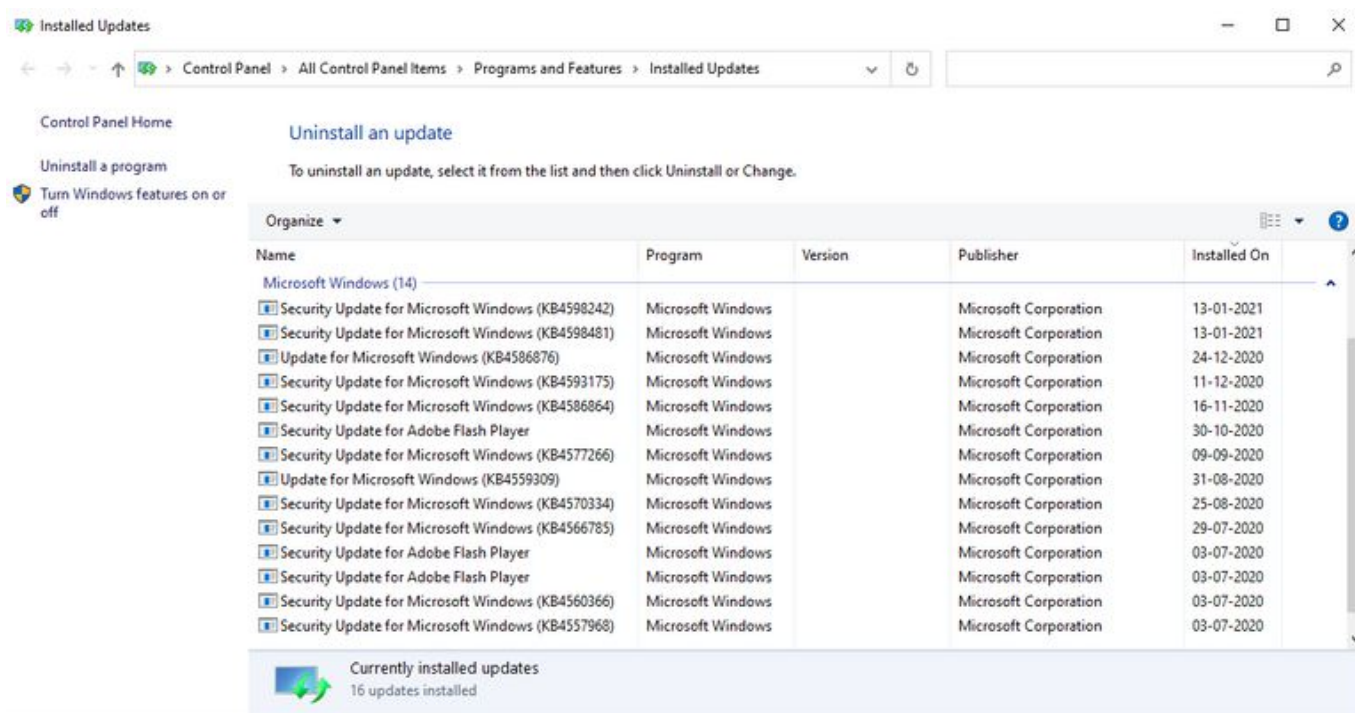 Installed Updates
Control Panel > All Control Panel Items > Programs and Features > Installed Updates
Control Panel Home
Uninstall a program
Turn Windows features on or
off
Uninstall an update
To uninstall an update, select it from the list and then click Uninstall or Change.
Organize
Name Program Version Publisher Installed On
Microsoft Windows (14)
Security Update for Microsoft Windows (KB4598242) Microsoft Windows Microsoft Corporation 13-01-2021
Security Update for Microsoft Windows (KB4598481) Microsoft Windows Microsoft Corporation 13-01-2021
Update for Microsoft Windows (KB4586876) Microsoft Windows Microsoft Corporation 24-12-2020
Security Update for Microsoft Windows (KB4593175) Microsoft Windows Microsoft Corporation 11-12-2020
Security Update for Microsoft Windows (KB4586864) Microsoft Windows Microsoft Corporation 16-11-2020
Security Update for Adobe Flash Player Microsoft Windows Microsoft Corporation 30-10-2020
Security Update for Microsoft Windows (KB4577266) Microsoft Windows Microsoft Corporation 09-09-2020
Update for Microsoft Windows (KB4559309) Microsoft Windows Microsoft Corporation 31-08-2020
Security Update for Microsoft Windows (KB4570334) Microsoft Windows Microsoft Corporation 25-08-2020
Security Update for Microsoft Windows (KB4566785) Microsoft Windows Microsoft Corporation 29-07-2020
Security Update for Adobe Flash Player Microsoft Windows Microsoft Corporation 03-07-2020
Security Update for Adobe Flash Player Microsoft Windows Microsoft Corporation 03-07-2020
Security Update for Microsoft Windows (KB4560366) Microsoft Windows Microsoft Corporation 03-07-2020
Security Update for Microsoft Windows (KB4557968) Microsoft Windows Microsoft Corporation 03-07-2020
Currently installed updates
16 updates installed